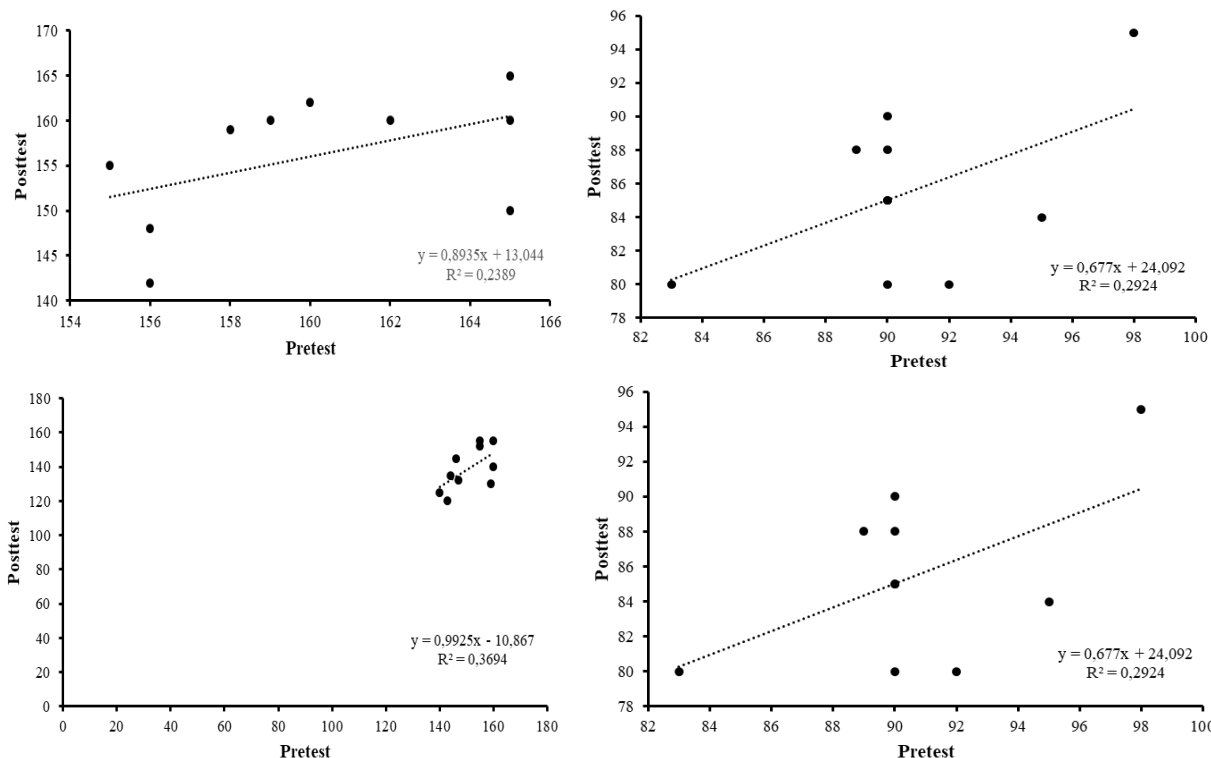 170
165
160
155
150
145
140
Posttest
154 156 158 160 162 164 166
Pretest
y = 0,8935x + 13,044
R² = 0,2389
96
94
92
90
88
86
84
82
80
78
Posttest
82 84 86 88 90 92 94 96 98 100
Pretest
y = 0,677x + 24,092
R² = 0,2924
180
160
140
120
100
80
60
40
20
0
Posttest
0 20 40 60 80 100 120 140 160 180
Pretest
y = 0,9925x - 10,867
R² = 0,3694
96
94
92
90
88
86
84
82
80
78
Posttest
82 84 86 88 90 92 94 96 98 100
Pretest
y = 0,677x + 24,092
R² = 0,2924